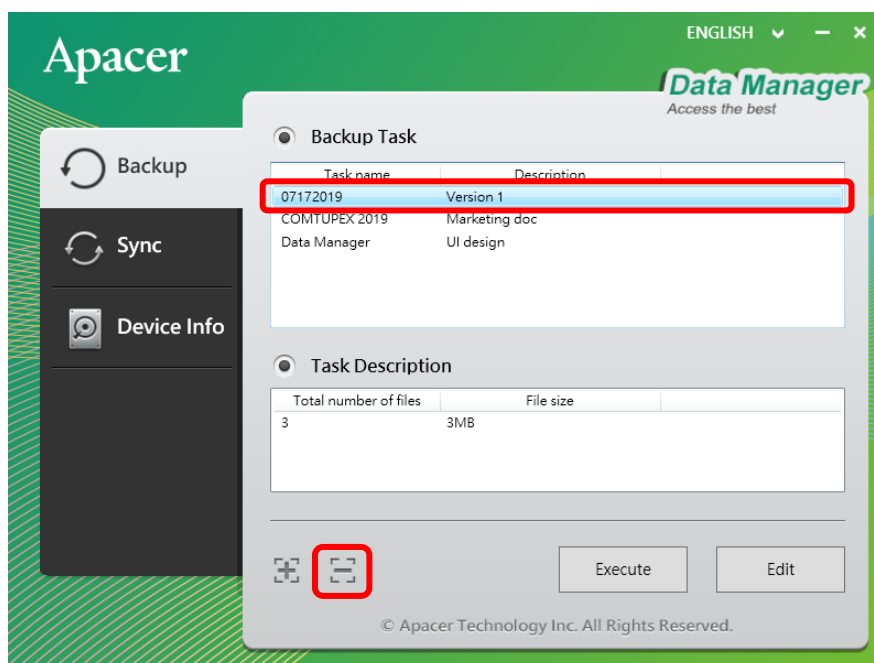 ENGLISH
Apacer
Data Manager
Access the best
Backup
Sync
Device Info
Backup Task
Task name Description
07172019 Version 1
COMTUPEX 2019 Marketing doc
Data Manager UI design
Task Description
Total number of files File size
3 3MB
Execute Edit
© Apacer Technology Inc. All Rights Reserved.